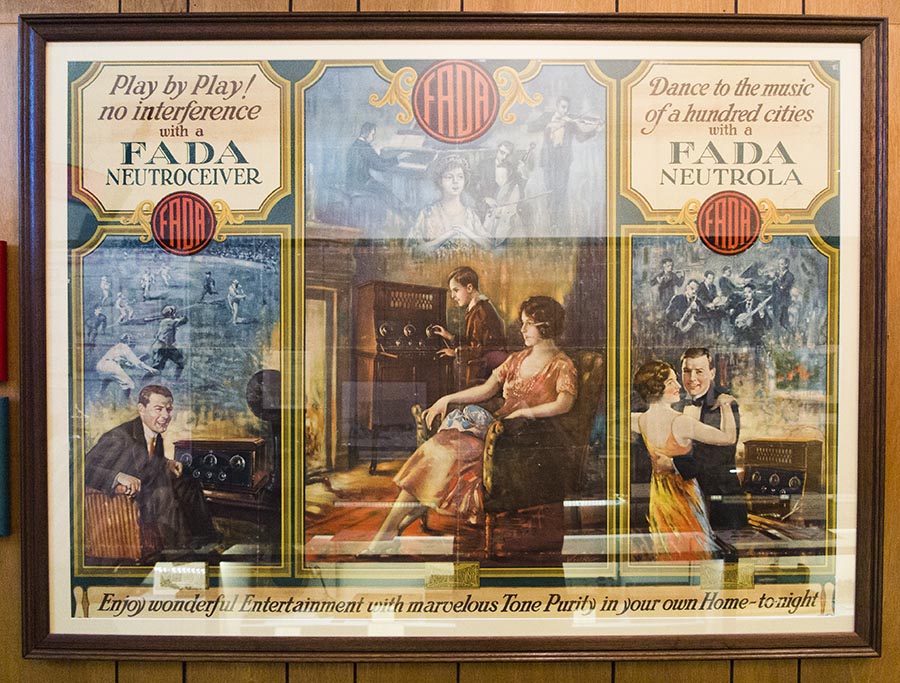 Play by Play!
no interference
with a
FADA
NEUTROCEIVER
FADA
FADA
Dance to the music
of a hundred cities
with a
FADA
NEUTROLA
FADA
Enjoy wonderful Entertainment with marvelous Tone Purity in your own Home-to-night